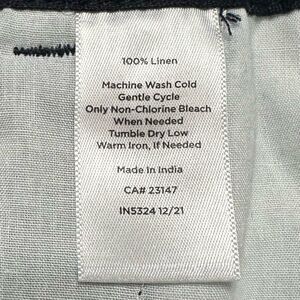 100% Linen
Machine Wash Cold
Gentle Cycle
Only Non-Chlorine Bleach
When Needed
Tumble Dry Low
Warm Iron, If Needed
Made in India
CA# 23147
IN5324 12/21